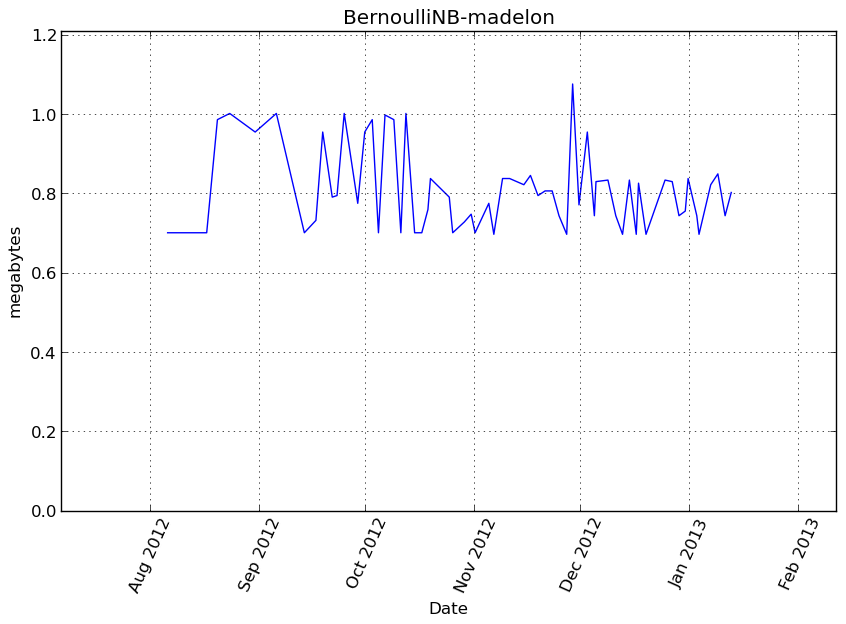 BernoulliNB-madelon
1.2
1.0
0.8
0.6
0.4
0.2
0.0
megabytes
Aug 2012
Sep 2012
Oct 2012
Nov 2012
Dec 2012
Jan 2013
Feb 2013
Date